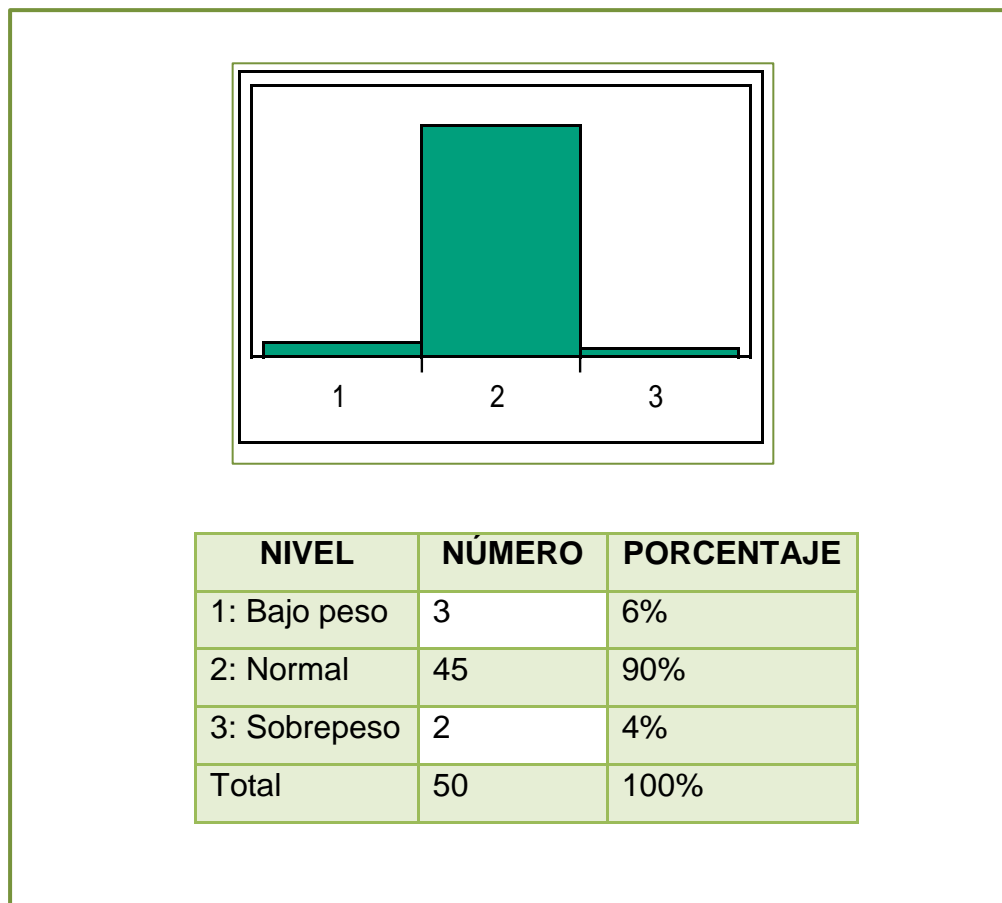 1 2 3
NIVEL NÚMERO PORCENTAJE
1: Bajo peso 3 6%
2: Normal 45 90%
3: Sobrepeso 2 4%
Total 50 100%